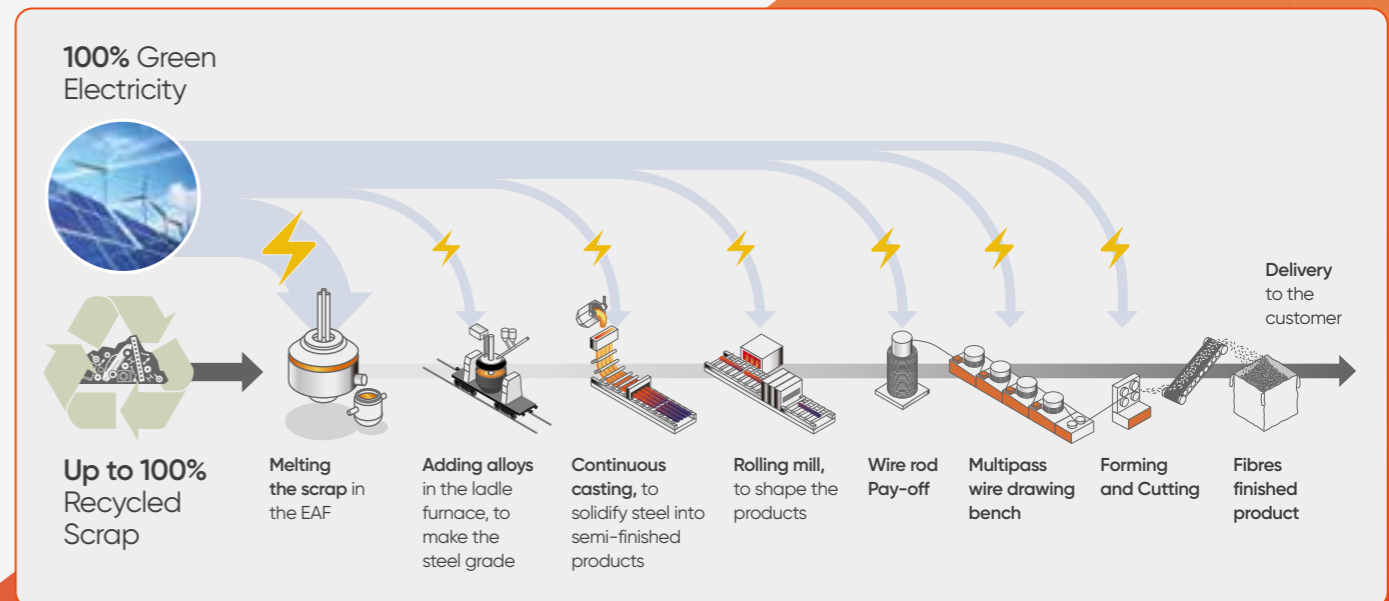 100% Green
Electricity
Delivery
to the
customer
Up to 100%
Recycled
Scrap
Melting
the scrap in
the EAF
Adding alloys
in the ladle
furnace, to
make the
steel grade
Continuous
casting, to
solidify steel into
semi-finished
products
Rolling mill,
to shape the
products
Wire rod
Pay-off
Multipass
wire drawing
bench
Forming
and Cutting
Fibres
finished
product